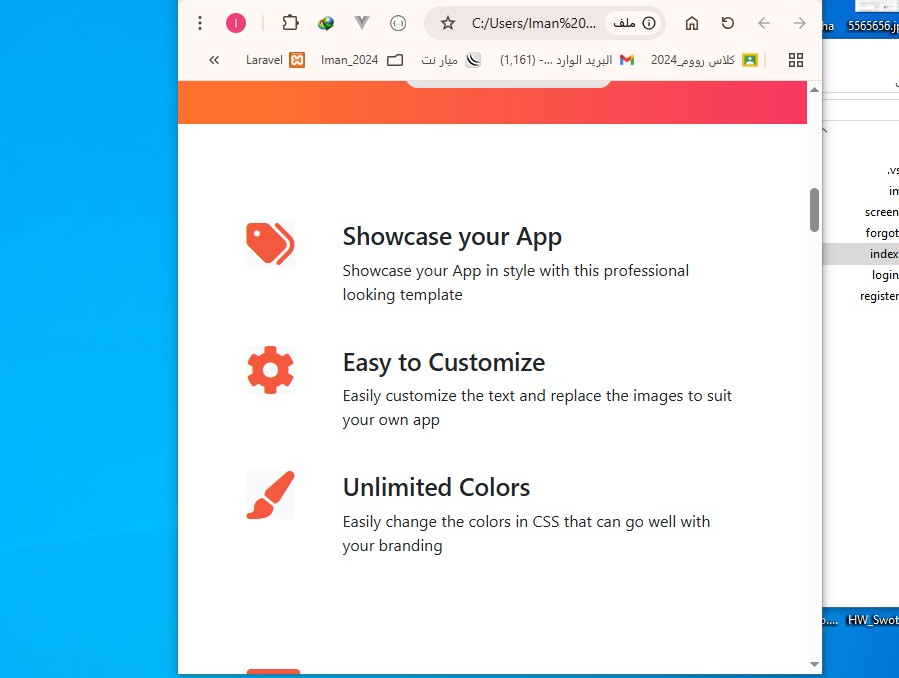 I
C:/Users/Iman%20...
ملف
5565656.j
Laravel
Iman_2024
ميار نت
البريد الوارد ...- (1,161)
كلاس رووم_2024
.vs
im
screen
forgot
index
login
register
Showcase your App
Showcase your App in style with this professional
looking template
Easy to Customize
Easily customize the text and replace the images to suit
your own app
Unlimited Colors
Easily change the colors in CSS that can go well with
your branding
HW_Swot